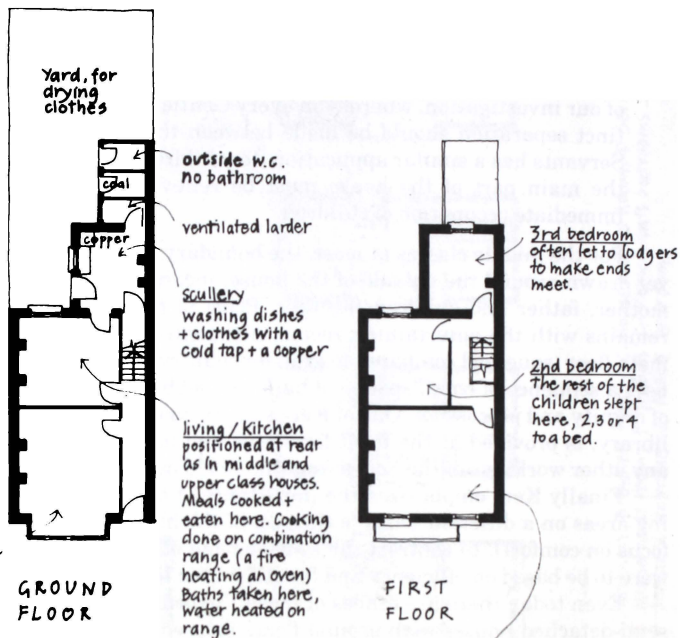 Yard, for
drying
clothes
outside w.c.
no bathroom
coal
ventilated larder
copper
scullery
washing dishes
+ clothes with a
cold tap + a copper
living / Kitchen
positioned at rear
as in middle and
upper class houses.
Meals cooked +
eaten here. Cooking
done on combination
range (a fire
heating an oven)
Baths taken here,
water heated on
range.
GROUND
FLOOR
3rd bedroom
often let to lodgers
to make ends
meet.
2nd bedroom
The rest of the
children slept
here, 2, 3 or 4
to a bed.
FIRST
FLOOR